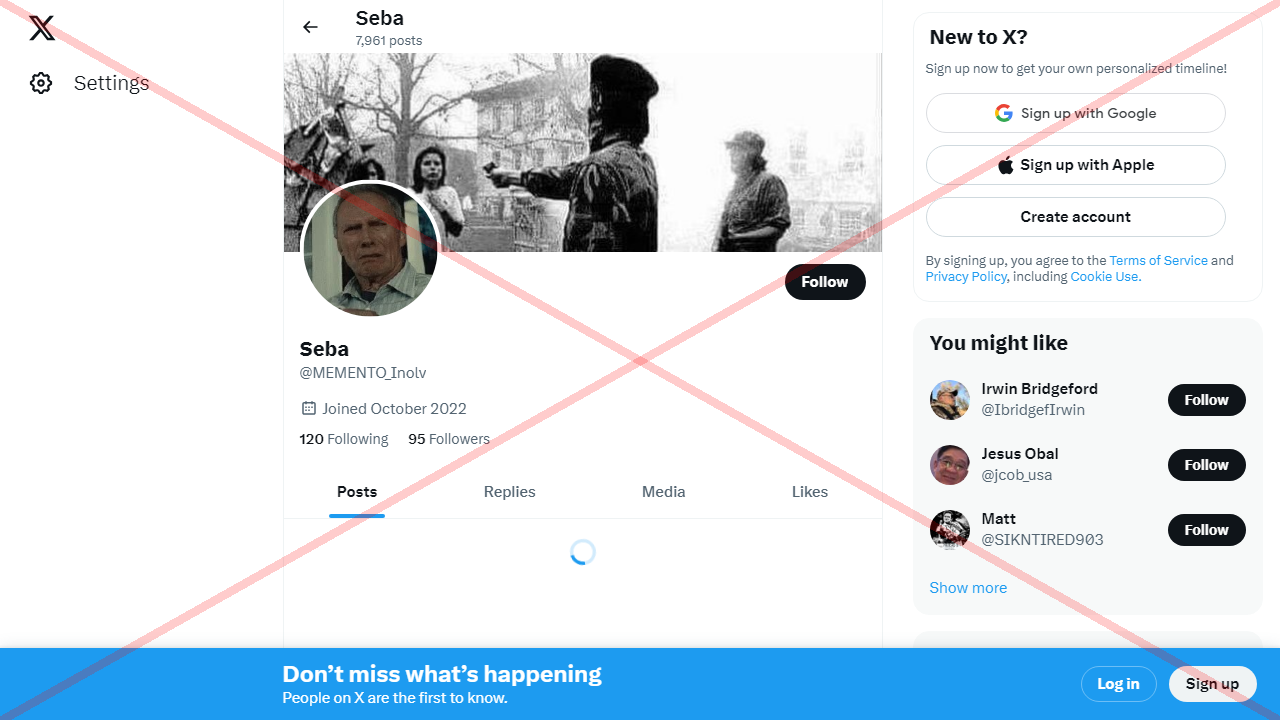 Settings
Seba
7,961 posts
Follow
Seba
@MEMENTO_Inolv
Joined October 2022
120 Following 95 Followers
Posts Replies Media Likes
New to X?
Sign up now to get your own personalized timeline!
Sign up with Google
Sign up with Apple
Create account
By signing up, you agree to the Terms of Service and
Privacy Policy, including Cookie Use.
You might like
Irwin Bridgeford
@IbridgefIrwin
Follow
Jesus Obal
@jcob_usa
Follow
Matt
@SIKNTIRED903
Follow
Show more
Don’t miss what’s happening
People on X are the first to know.
Log in
Sign up